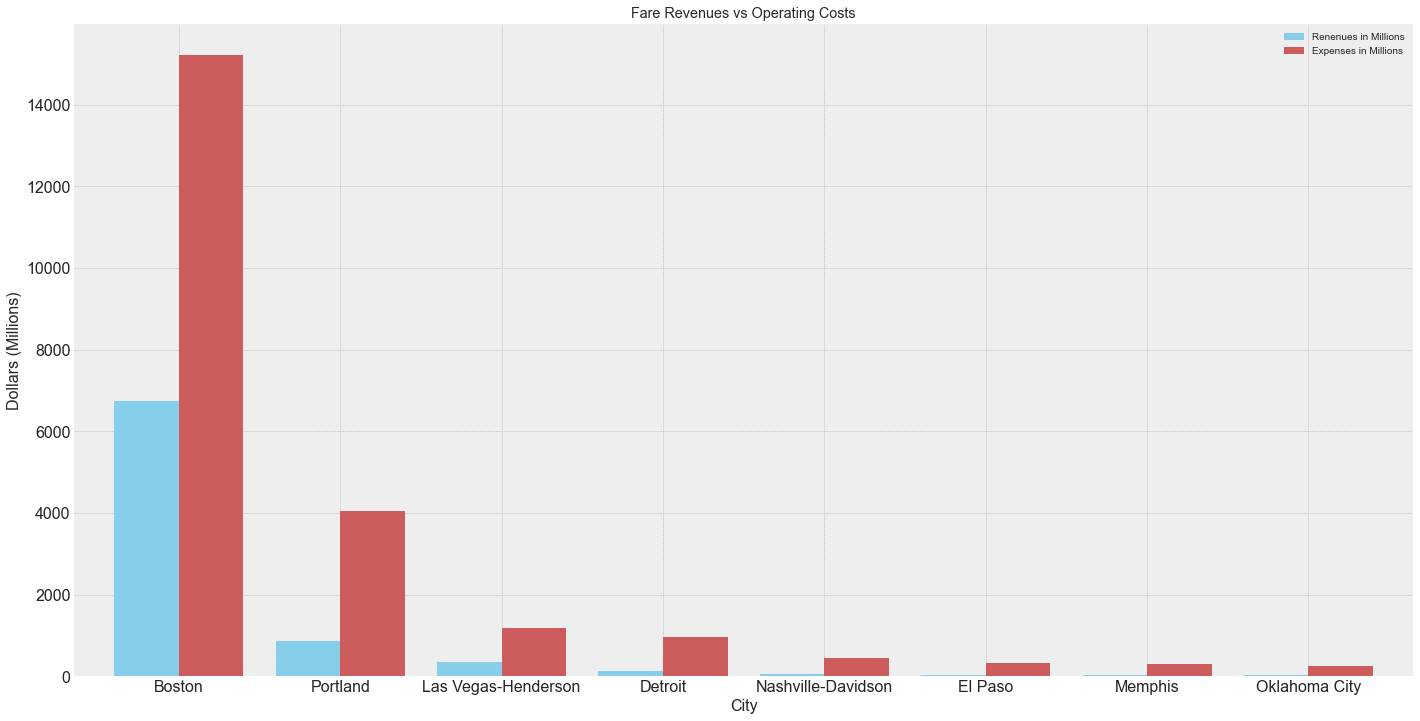 Fare Revenues vs Operating Costs
Renenues in Millions
Expenses in Millions
Dollars (Millions)
14000
12000
10000
8000
6000
4000
2000
0
Boston Portland Las Vegas-Henderson Detroit Nashville-Davidson El Paso Memphis Oklahoma City
City